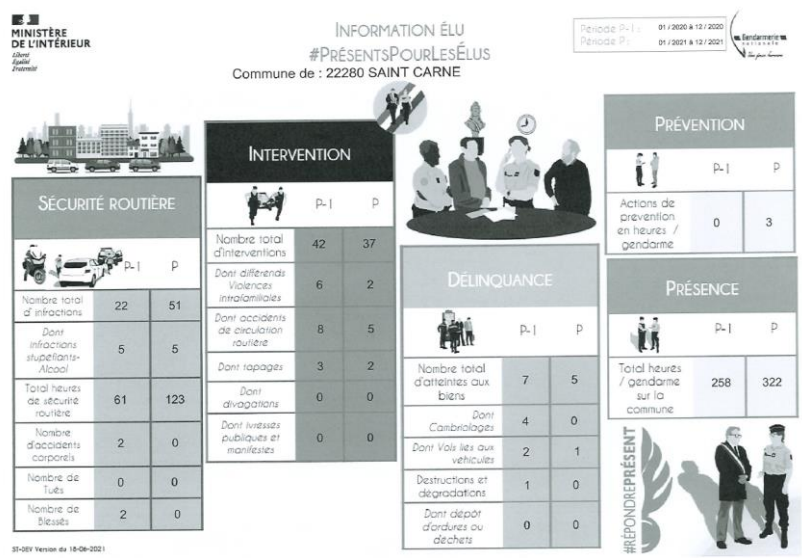 MINISTÈRE
DE L'INTÉRIEUR
Liberté
Égalité
Fraternité
INFORMATION ÉLU
#PRÉSENTSPOURLESÉLUS
Commune de : 22280 SAINT CARNE
Période P-1 : 01 / 2020 à 12 / 2020
Période P : 01 / 2021 à 12 / 2021
Gendarmerie
nationale
SÉCURITÉ ROUTIÈRE
P-1 P
Nombre total
d'infractions 22 51
Dont
infractions
stupéfiants-
Alcool 5 5
Total heures
de sécurité
routière 61 123
Nombre
d'accidents
corporels 2 0
Nombre de
Tués 0 0
Nombre de
Blessés 2 0
INTERVENTION
P-1 P
Nombre total
d'interventions 42 37
Dont différends
Violences
intrafamiliales 6 2
Dont accidents
de circulation
routière 8 5
Dont tapages 3 2
Dont
divagations 0 0
Dont ivresses
publiques et
manifestes 0 0
DÉLINQUANCE
P-1 P
Nombre total
d'atteintes aux
biens 7 5
Dont
Cambriolages 4 0
Dont Vols liés aux
véhicules 2 1
Destructions et
dégradations 1 0
Dont dépôt
d'ordures ou
déchets 0 0
PRÉVENTION
P-1 P
Actions de
prévention
en heures /
gendarme 0 3
PRÉSENCE
P-1 P
Total heures
/ gendarme
sur la
commune 258 322
#RÉPONDREPRÉSENT
ST-DEV Version du 18-06-2021